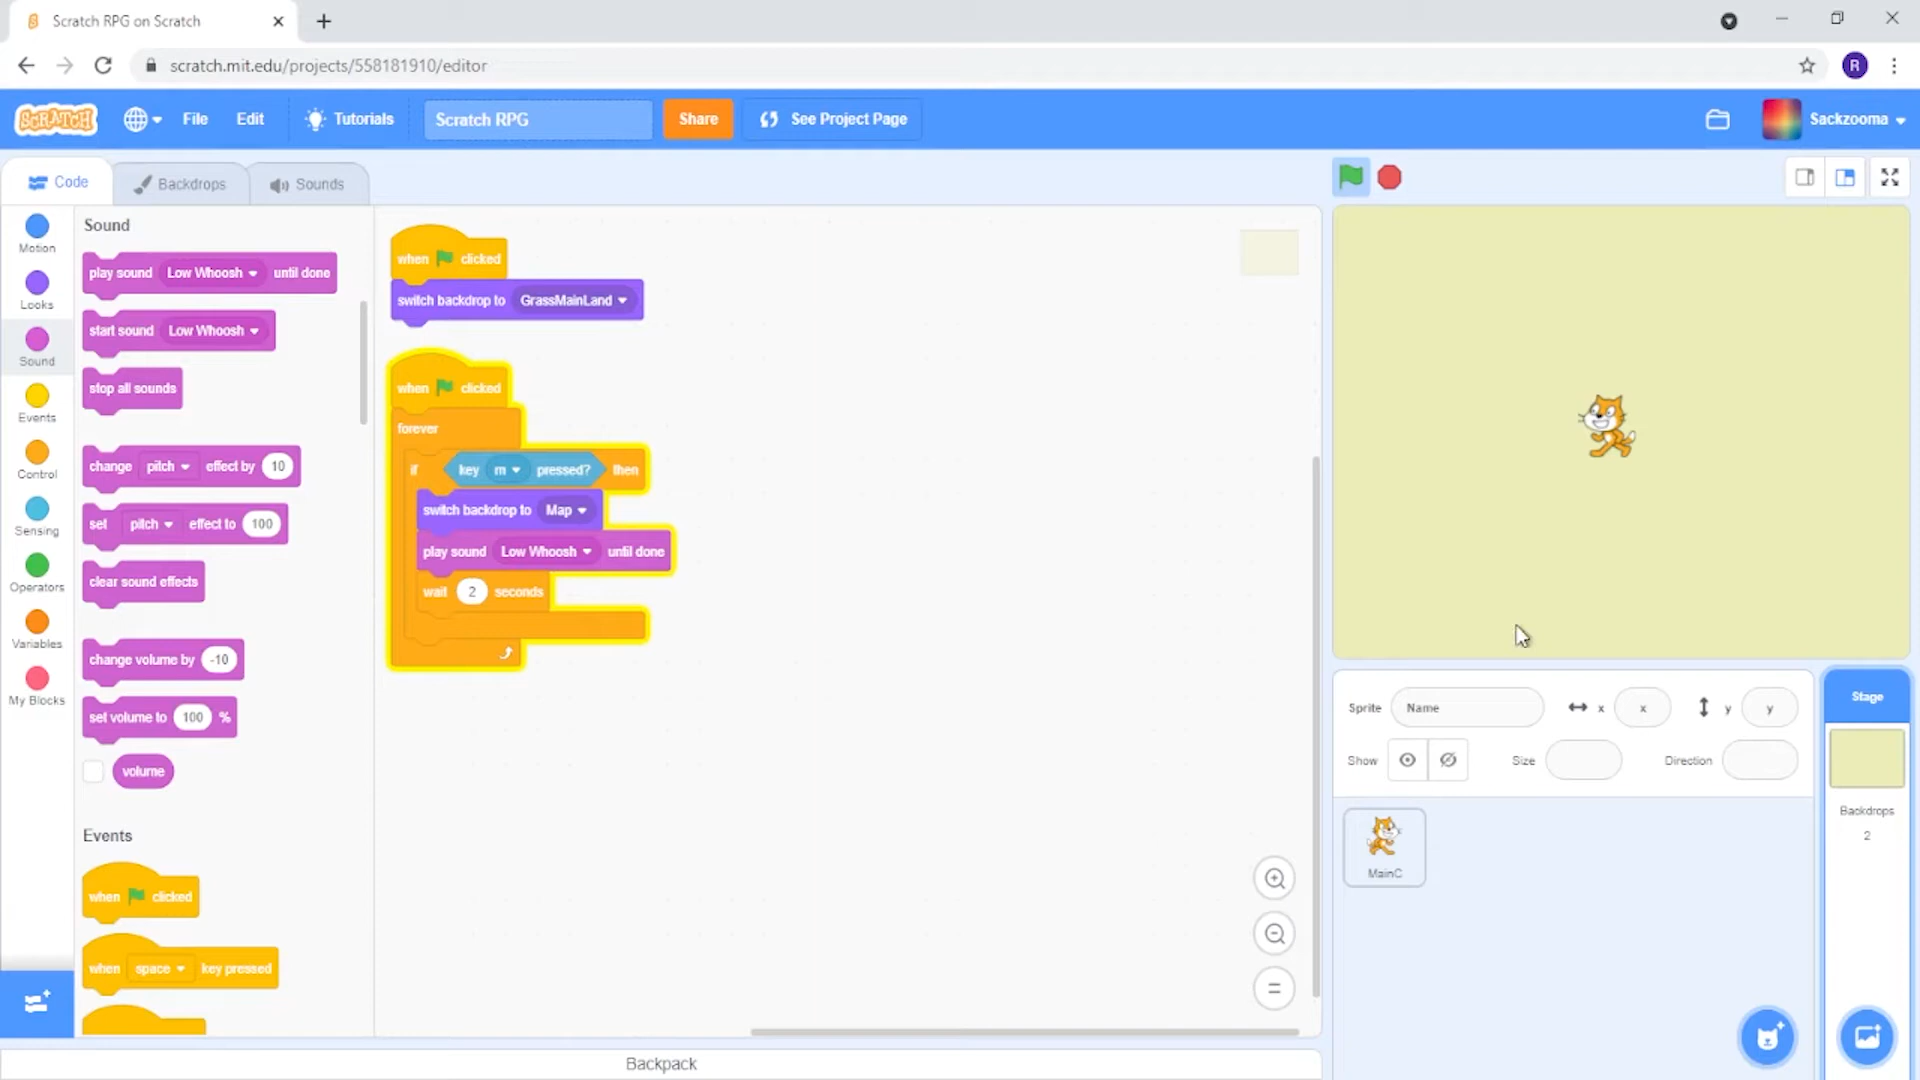 Scratch RPG on Scratch
scratch.mit.edu/projects/558181910/editor
R
SCRATCH
File
Edit
Tutorials
Scratch RPG
Share
See Project Page
Sackzooma
Code
Backdrops
Sounds
Motion
Looks
Sound
Events
Control
Sensing
Operators
Variables
My Blocks
Sound
play sound Low Whoosh until done
start sound Low Whoosh
stop all sounds
change pitch effect by 10
set pitch effect to 100
clear sound effects
change volume by -10
set volume to 100 %
volume
Events
when clicked
when space key pressed
when clicked
switch backdrop to GrassMainLand
when clicked
forever
if key m pressed? then
switch backdrop to Map
play sound Low Whoosh until done
wait 2 seconds
Sprite Name x x y y
Show Size Direction
MainC
Stage
Backdrops
2
Backpack